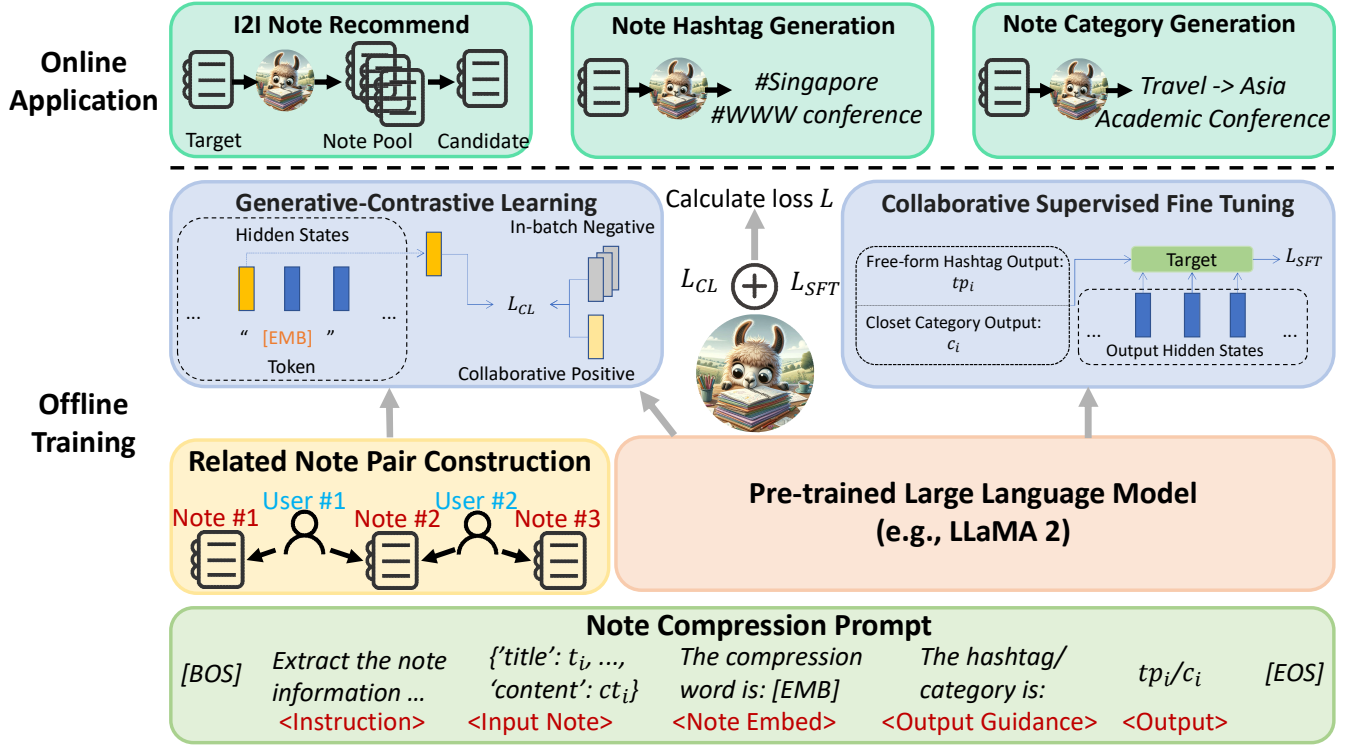 Online
Application
I2I Note Recommend
Target
Note Pool
Candidate
Note Hashtag Generation
#Singapore
#WWW conference
Note Category Generation
Travel -> Asia
Academic Conference
Offline
Training
Generative-Contrastive Learning
Hidden States
...
...
“ [EMB] ”
Token
In-batch Negative
L_CL
Collaborative Positive
Calculate loss L
L_CL
L_SFT
Collaborative Supervised Fine Tuning
Free-form Hashtag Output:
tp_i
Closet Category Output:
c_i
Target
L_SFT
...
...
Output Hidden States
Related Note Pair Construction
User #1
User #2
Note #1
Note #2
Note #3
Pre-trained Large Language Model
(e.g., LLaMA 2)
Note Compression Prompt
[BOS]
Extract the note
information ...
<Instruction>
{'title': t_i, ...,
‘content’: ct_i}
<Input Note>
The compression
word is: [EMB]
<Note Embed>
The hashtag/
category is:
<Output Guidance>
tp_i/c_i
<Output>
[EOS]